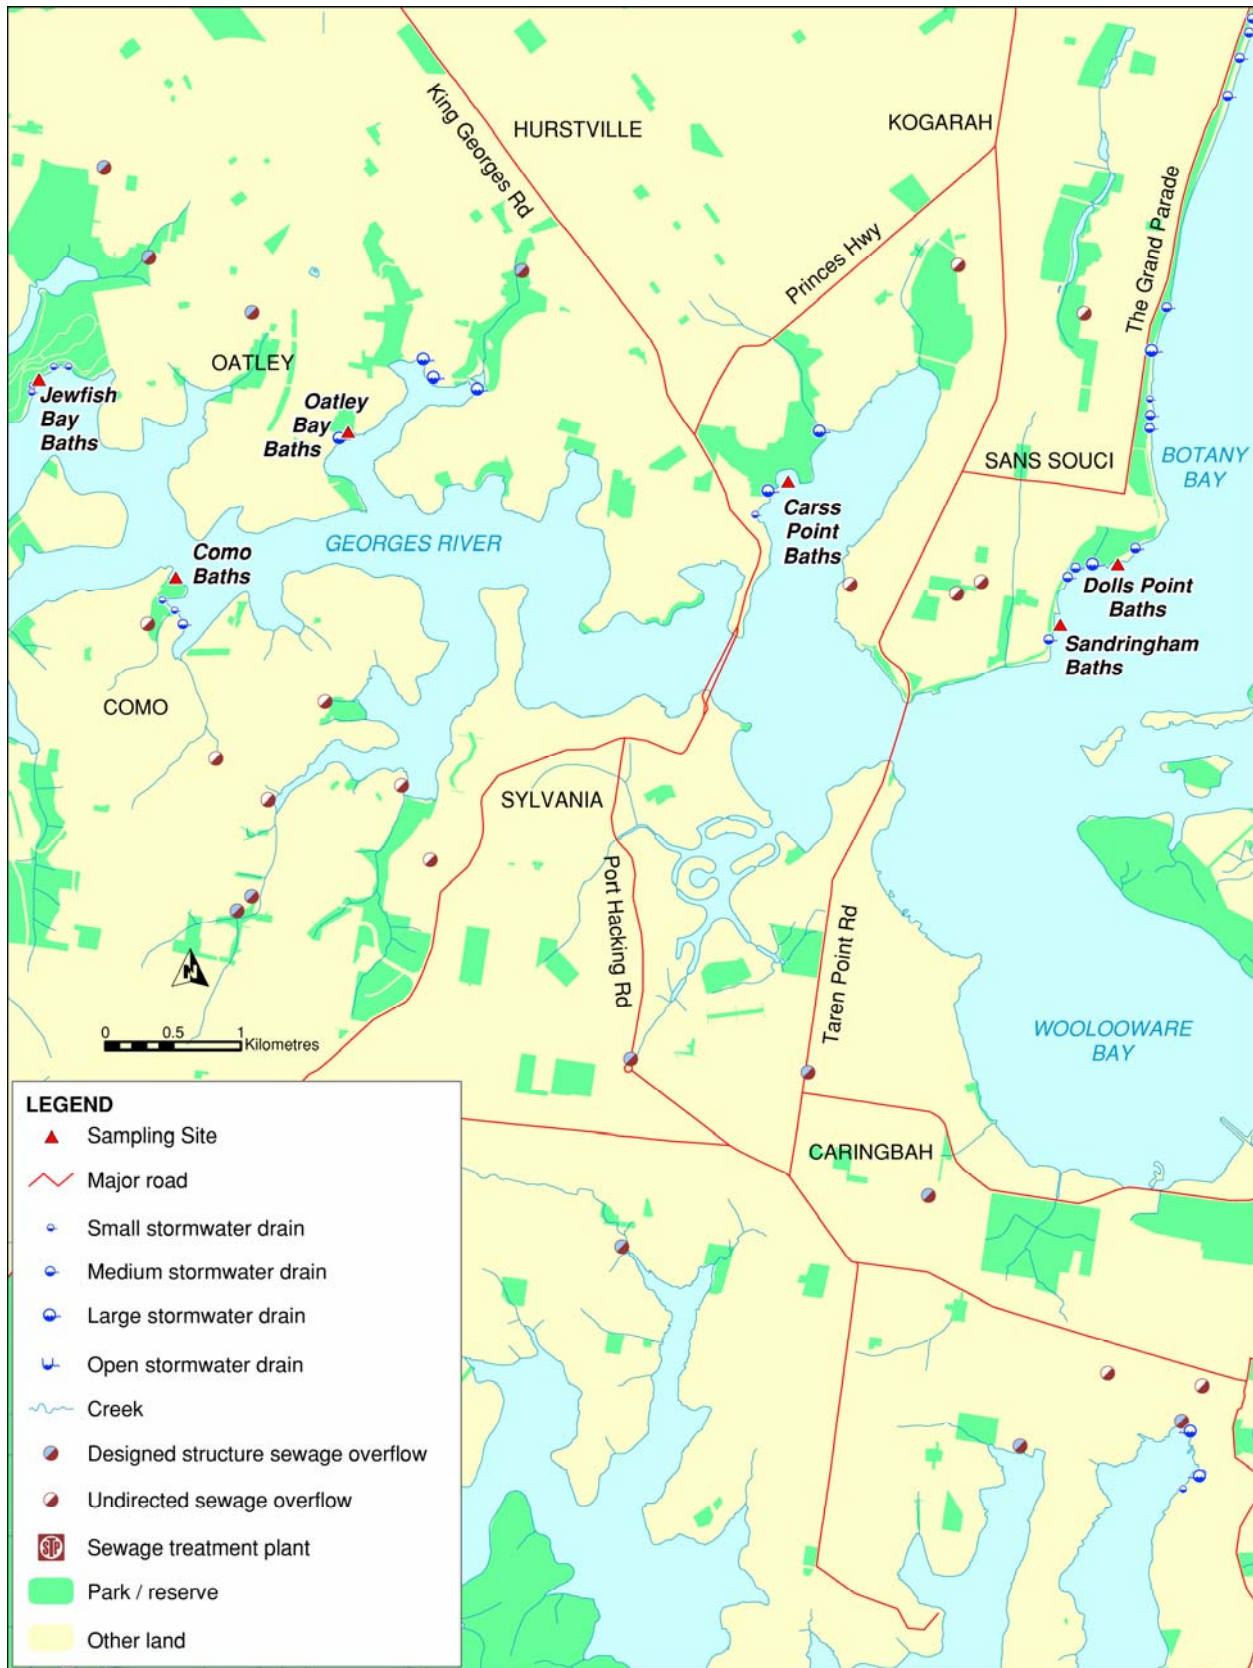 King Georges Rd
HURSTVILLE
KOGARAH
Princes Hwy
The Grand Parade
OATLEY
Jewfish
Bay
Baths
Oatley
Bay
Baths
SANS SOUCI
BOTANY
BAY
Carss
Point
Baths
GEORGES RIVER
Como
Baths
Dolls Point
Baths
Sandringham
Baths
COMO
SYLVANIA
Port Hacking Rd
Taren Point Rd
N
0 0.5 1
Kilometres
WOOLOOWARE
BAY
CARINGBAH
LEGEND
Sampling Site
Major road
Small stormwater drain
Medium stormwater drain
Large stormwater drain
Open stormwater drain
Creek
Designed structure sewage overflow
Undirected sewage overflow
STP
Sewage treatment plant
Park / reserve
Other land